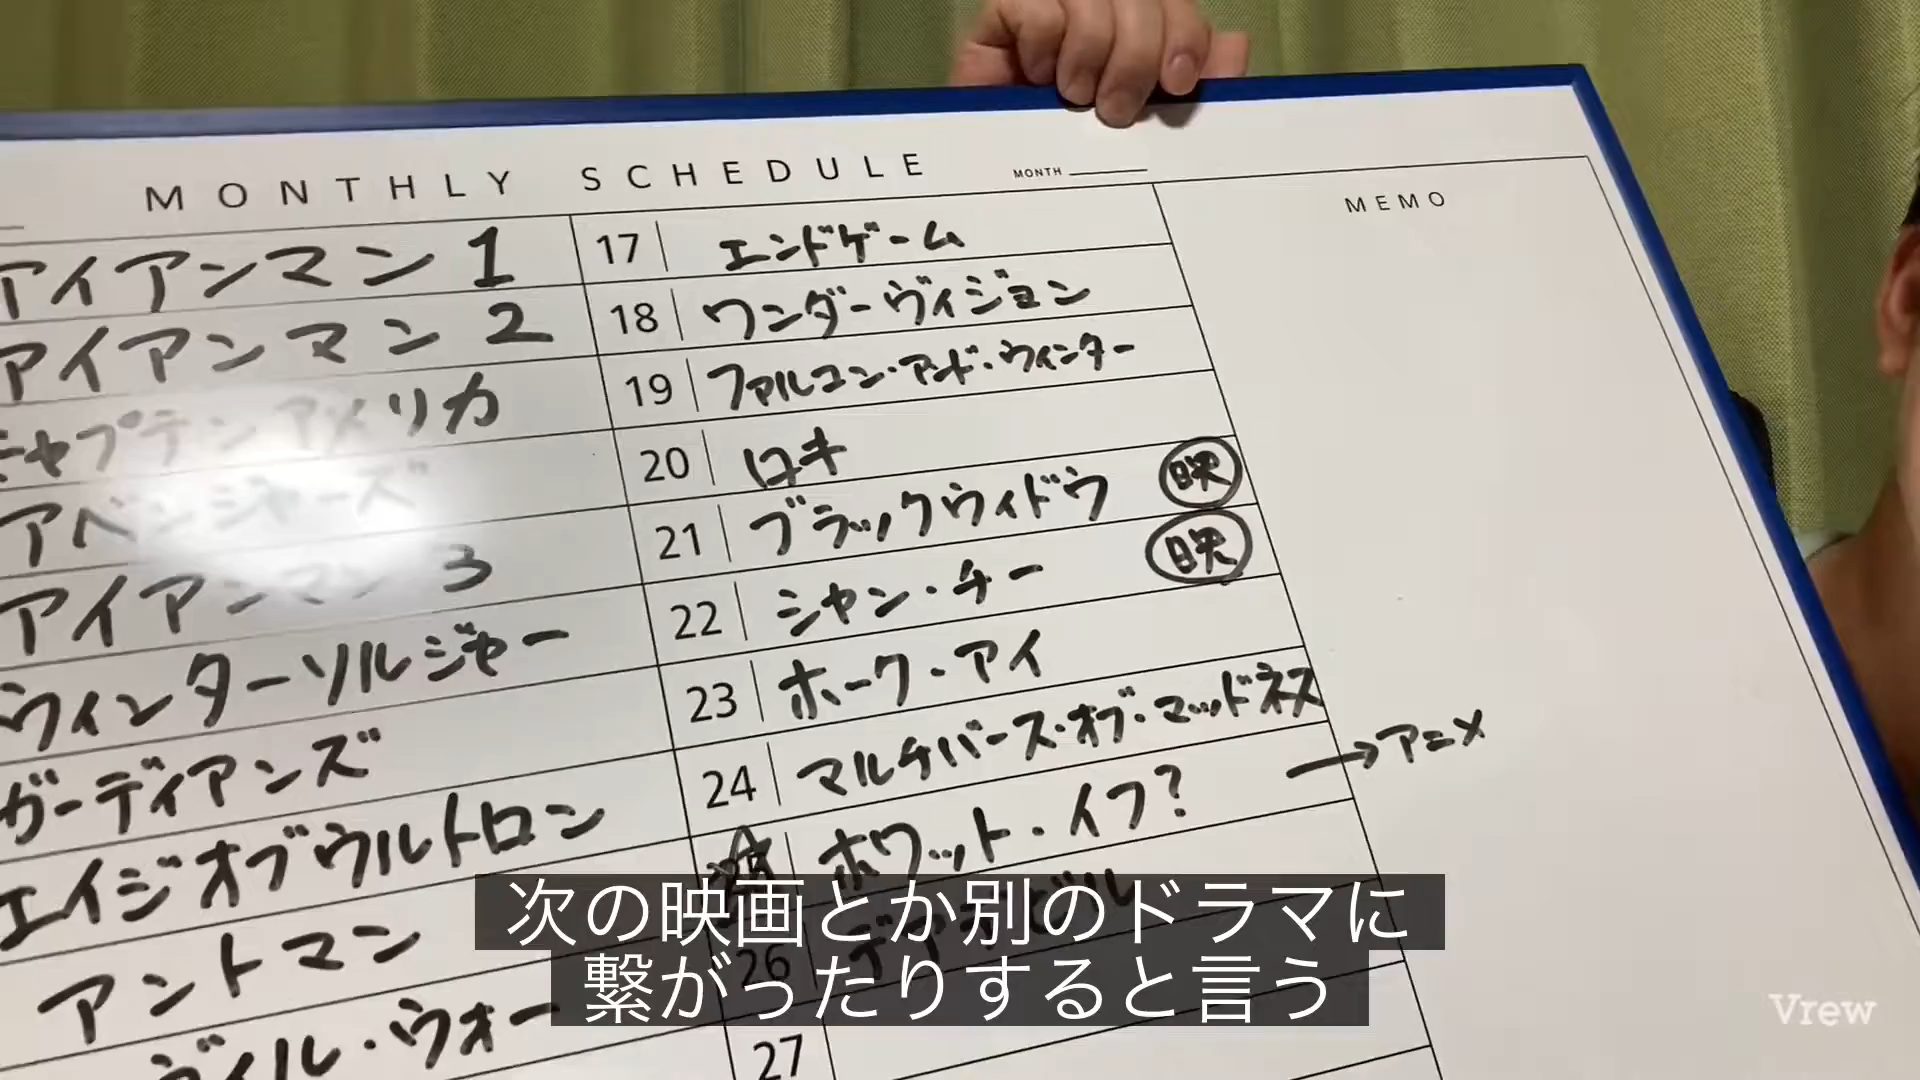 MONTHLY SCHEDULE
MONTH
MEMO
アイアンマン 1
アイアンマン 2
キャプテンアメリカ
アベンジャーズ
アイアンマン 3
ウィンターソルジャー
ガーディアンズ
エイジオブウルトロン
アントマン
ヴィル・ウォー
17 エンドゲーム
18 ワンダーヴィジョン
19 ファルコン・アンド・ウィンター
20 ロキ
21 ブラックウィドウ 映
22 シャン・チー 映
23 ホーク・アイ
24 マルチバース・オブ・マッドネス
ホワット・イフ? →アニメ
26 デアデビル
27
次の映画とか別のドラマに
繋がったりすると言う
Vrew